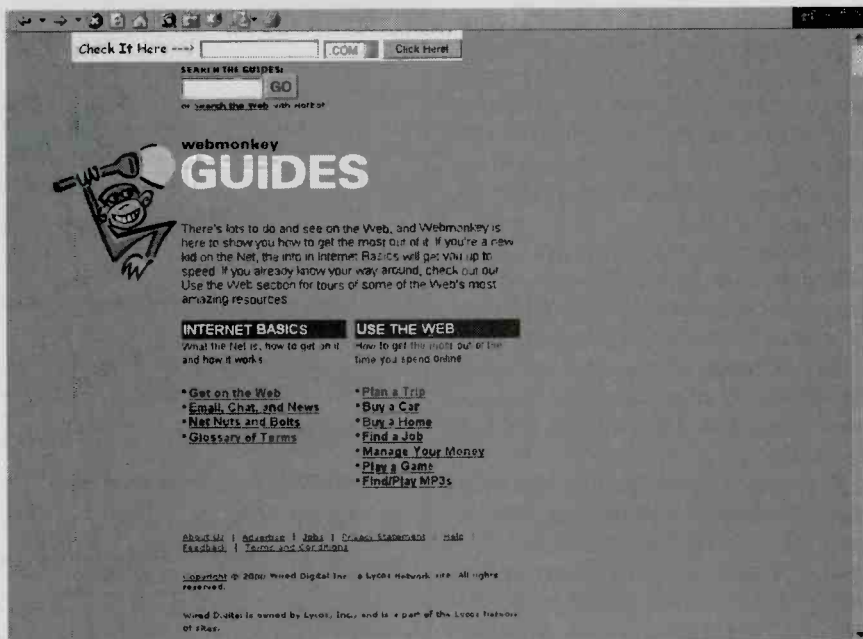 Check It Here ---> .COM Click Here!
SEARCH THE GUIDES:
GO
or Search the Web with HotBot
webmonkey
GUIDES
There's lots to do and see on the Web, and Webmonkey is
here to show you how to get the most out of it. If you're a new
kid on the Net, the info in Internet Basics will get you up to
speed. If you already know your way around, check out our
Use the Web section for tours of some of the Web's most
amazing resources.
INTERNET BASICS
What the Net is, how to get on it
and how it works
• Get on the Web
• Email, Chat, and News
• Net Nuts and Bolts
• Glossary of Terms
USE THE WEB
How to get the most out of the
time you spend online
• Plan a Trip
• Buy a Car
• Buy a Home
• Find a Job
• Manage Your Money
• Play a Game
• Find/Play MP3s
About Us | Advertise | Jobs | Privacy Statement | Help
Feedback | Terms and Conditions
Copyright © 2000 Wired Digital Inc. a Lycos Network site. All rights
reserved.
Wired Digital is owned by Lycos, Inc., and is a part of the Lycos Network
of sites.